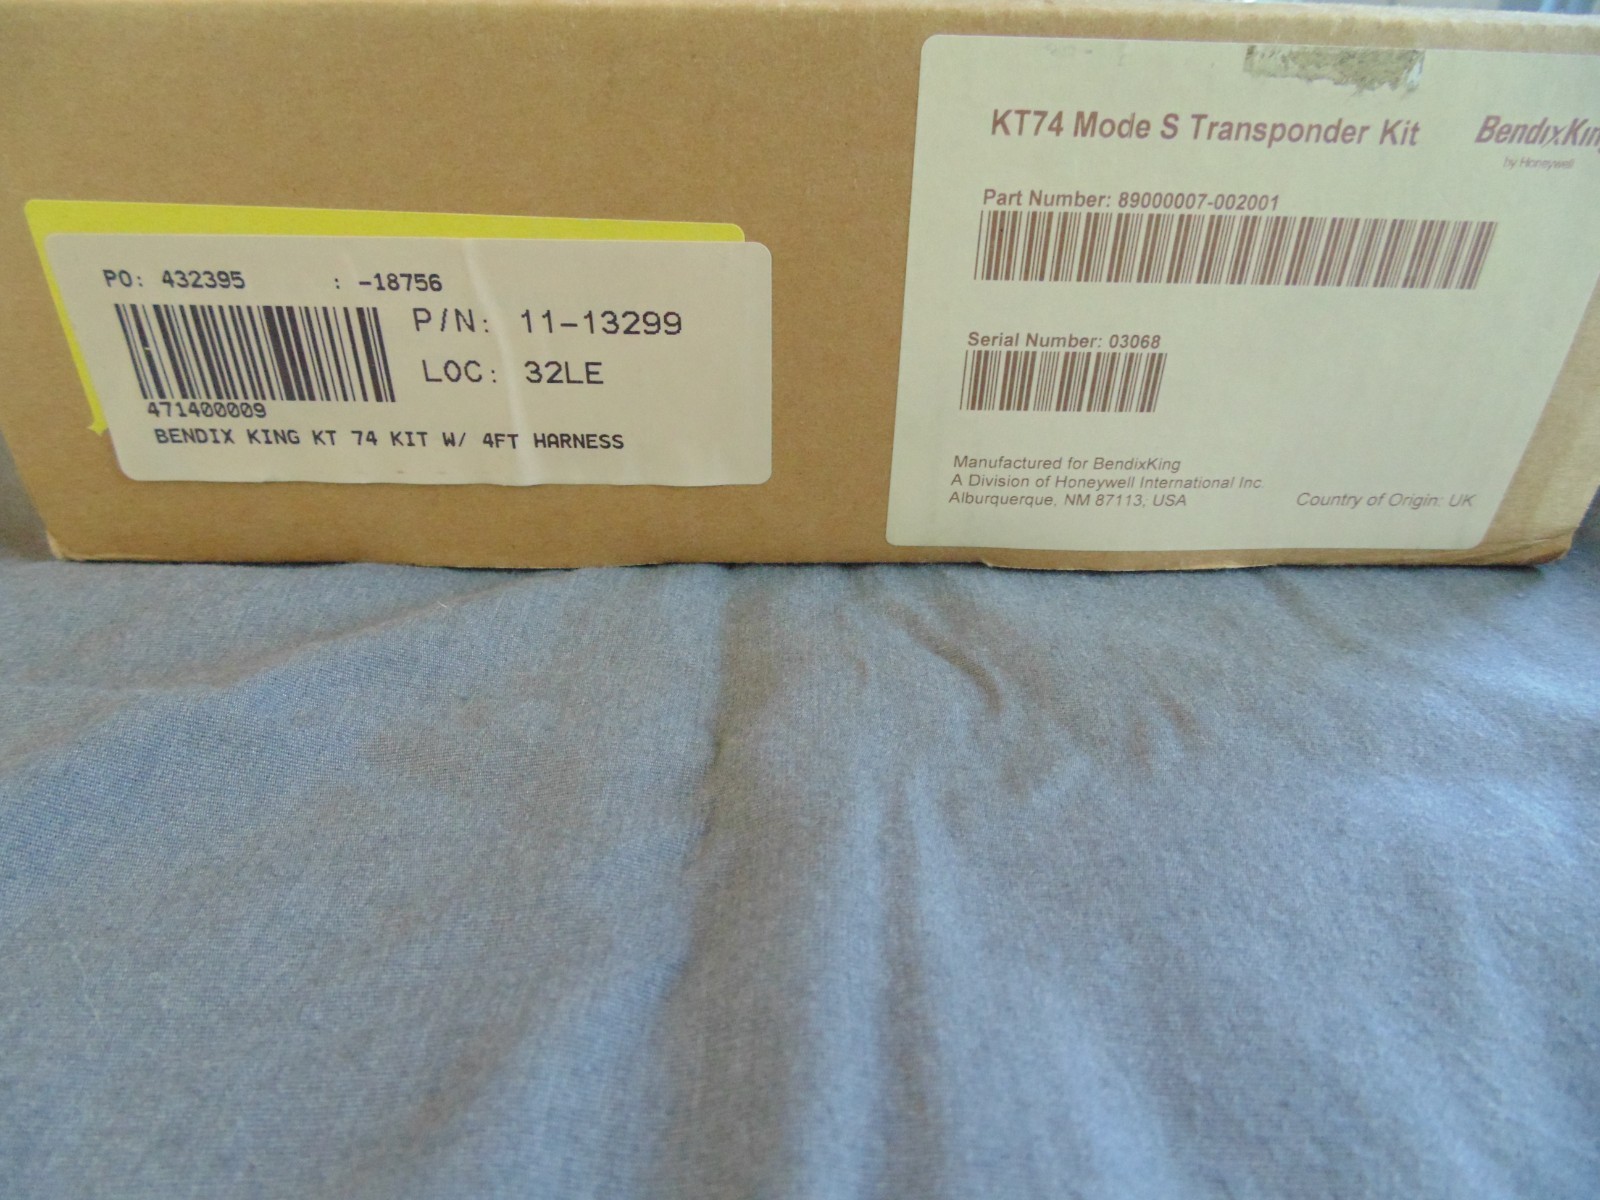 PO: 432395 : -18756
P/N: 11-13299
LOC: 32LE
471400009
BENDIX KING KT 74 KIT W/ 4FT HARNESS
KT74 Mode S Transponder Kit
BendixKin
by Honeywell
Part Number: 89000007-002001
Serial Number: 03068
Manufactured for BendixKing
A Division of Honeywell International Inc.
Alburquerque, NM 87113, USA
Country of Origin: UK